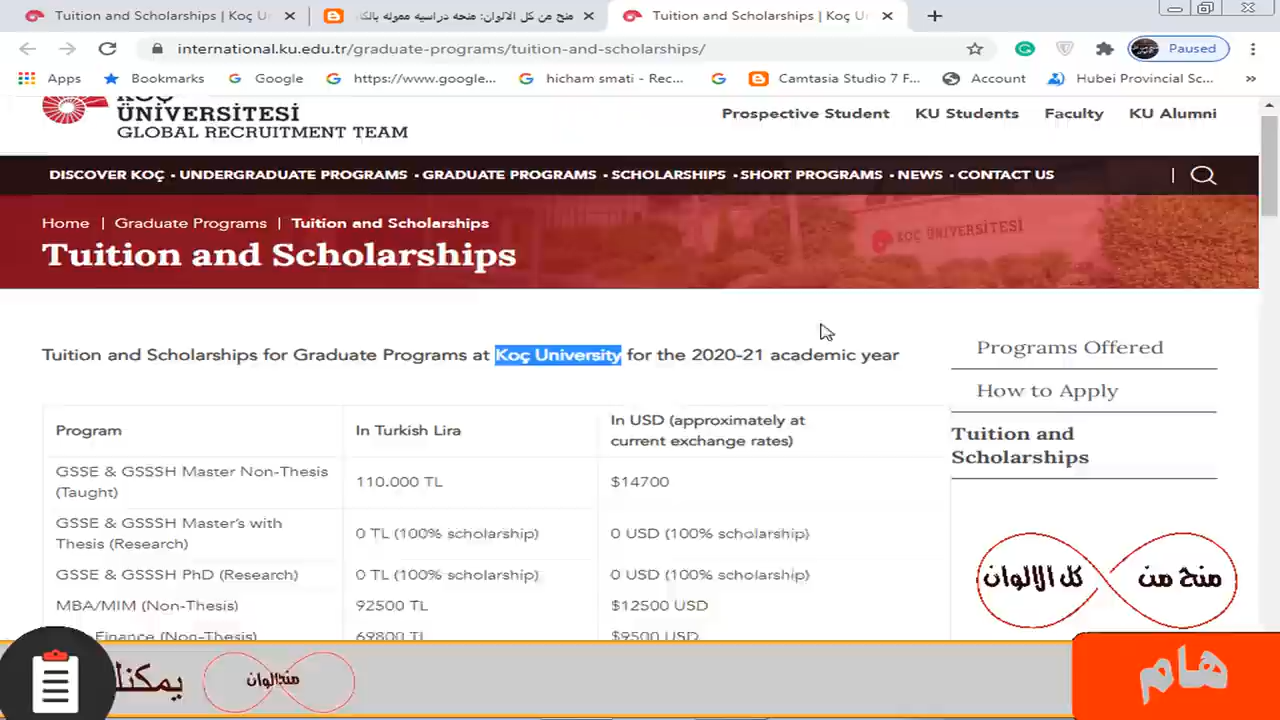 Tuition and Scholarships | Koç Un
منح من كل الالوان: منحه دراسيه مموله بالكا
Tuition and Scholarships | Koç Un
international.ku.edu.tr/graduate-programs/tuition-and-scholarships/
Paused
Apps
Bookmarks
Google
https://www.google...
hicham smati - Rec...
Camtasia Studio 7 F...
Account
Hubei Provincial Sc...
»
KOÇ
ÜNİVERSİTESİ
GLOBAL RECRUITMENT TEAM
Prospective Student
KU Students
Faculty
KU Alumni
DISCOVER KOÇ • UNDERGRADUATE PROGRAMS • GRADUATE PROGRAMS • SCHOLARSHIPS • SHORT PROGRAMS • NEWS • CONTACT US
Home | Graduate Programs | Tuition and Scholarships
KOÇ ÜNİVERSİTESİ
Tuition and Scholarships
Tuition and Scholarships for Graduate Programs at Koç University for the 2020-21 academic year
Programs Offered
How to Apply
Tuition and
Scholarships
Program
In Turkish Lira
In USD (approximately at
current exchange rates)
GSSE & GSSSH Master Non-Thesis
(Taught)
110.000 TL
$14700
GSSE & GSSSH Master's with
Thesis (Research)
0 TL (100% scholarship)
0 USD (100% scholarship)
GSSE & GSSSH PhD (Research)
0 TL (100% scholarship)
0 USD (100% scholarship)
MBA/MIM (Non-Thesis)
92500 TL
$12500 USD
Finance (Non-Thesis)
69800 TL
$9500 USD
منح من كل الالوان
يمكنك
هام